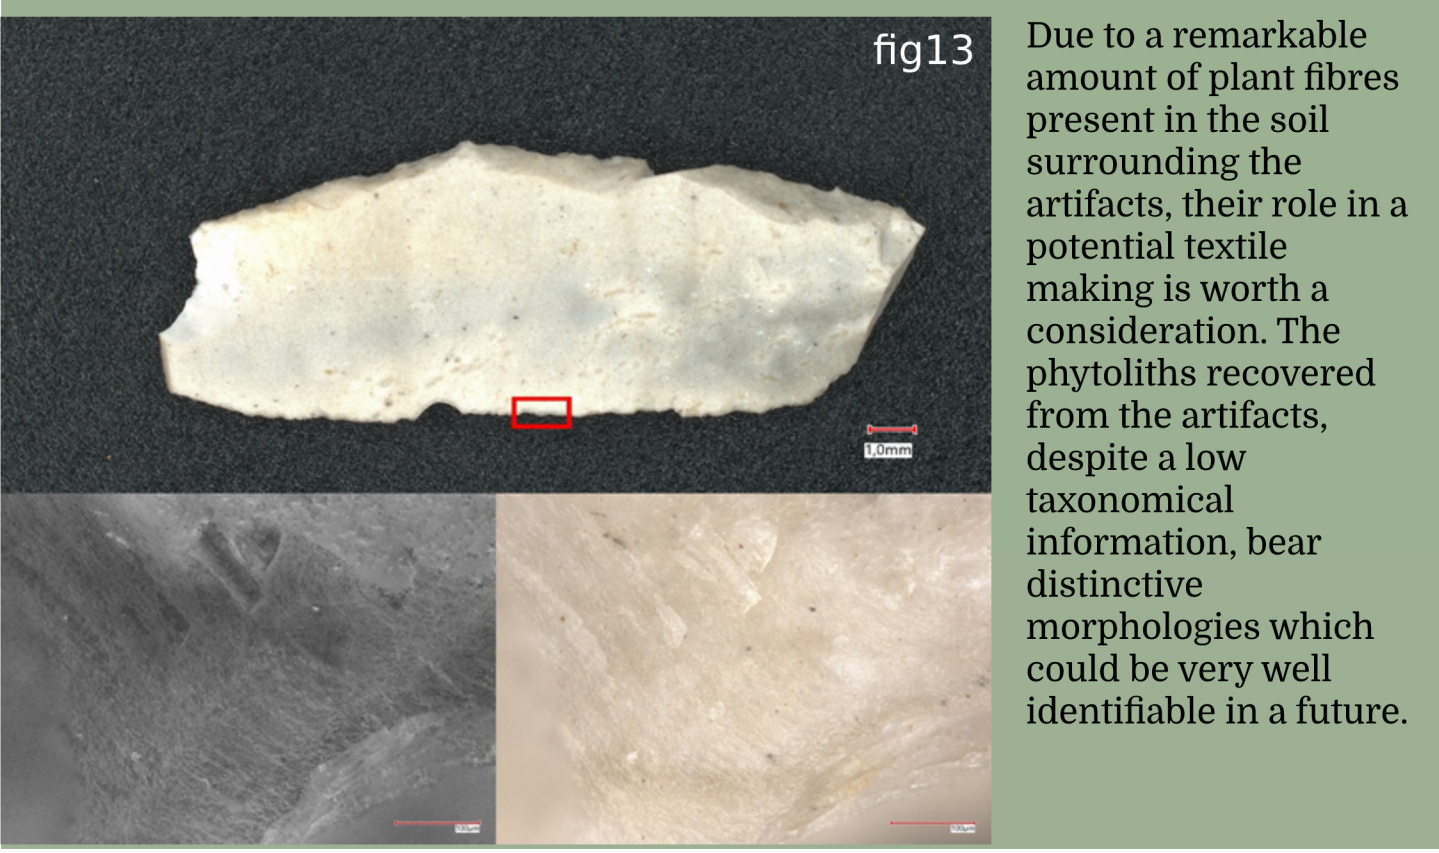 fig13
1,0mm
100µm
100µm
Due to a remarkable
amount of plant fibres
present in the soil
surrounding the
artifacts, their role in a
potential textile
making is worth a
consideration. The
phytoliths recovered
from the artifacts,
despite a low
taxonomical
information, bear
distinctive
morphologies which
could be very well
identifiable in a future.